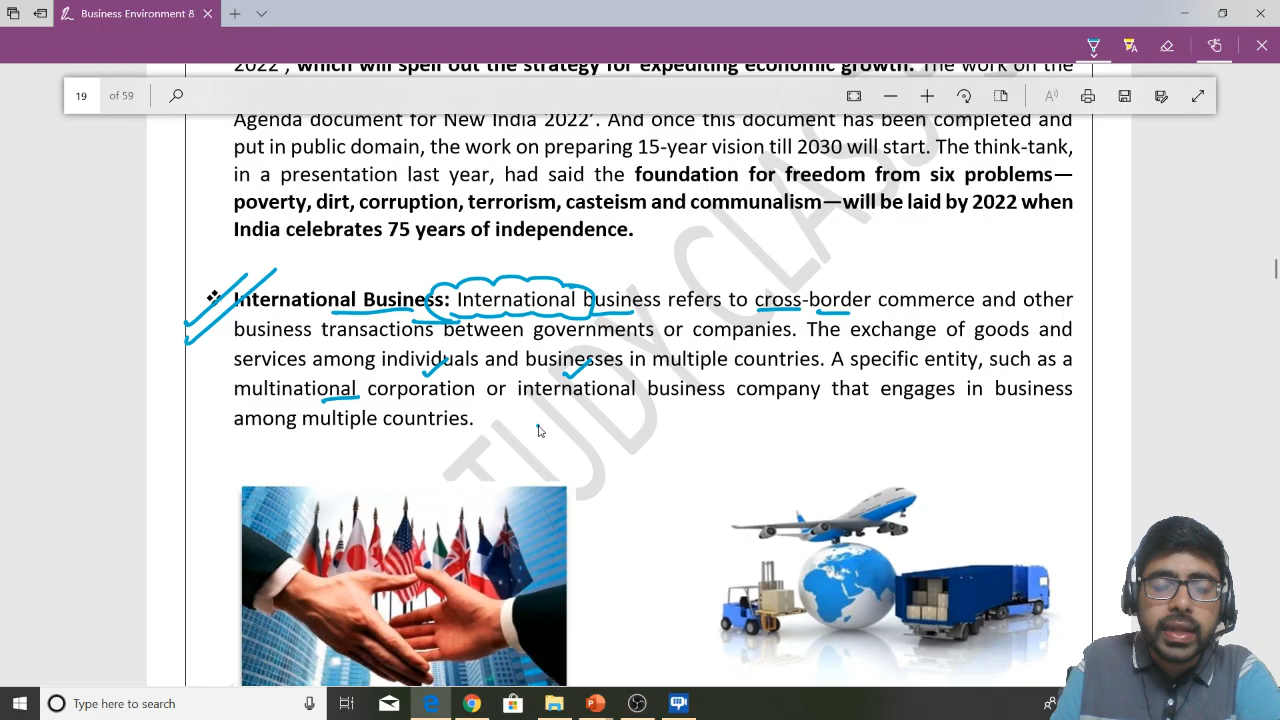 Business Environment 8
2022', which will spell out the strategy for expediting economic growth. The work on the
19 of 59
Agenda document for New India 2022'. And once this document has been completed and
put in public domain, the work on preparing 15-year vision till 2030 will start. The think-tank,
in a presentation last year, had said the foundation for freedom from six problems—
poverty, dirt, corruption, terrorism, casteism and communalism—will be laid by 2022 when
India celebrates 75 years of independence.
❖ International Business: International business refers to cross-border commerce and other
business transactions between governments or companies. The exchange of goods and
services among individuals and businesses in multiple countries. A specific entity, such as a
multinational corporation or international business company that engages in business
among multiple countries.
STUDY CLASS
Type here to search